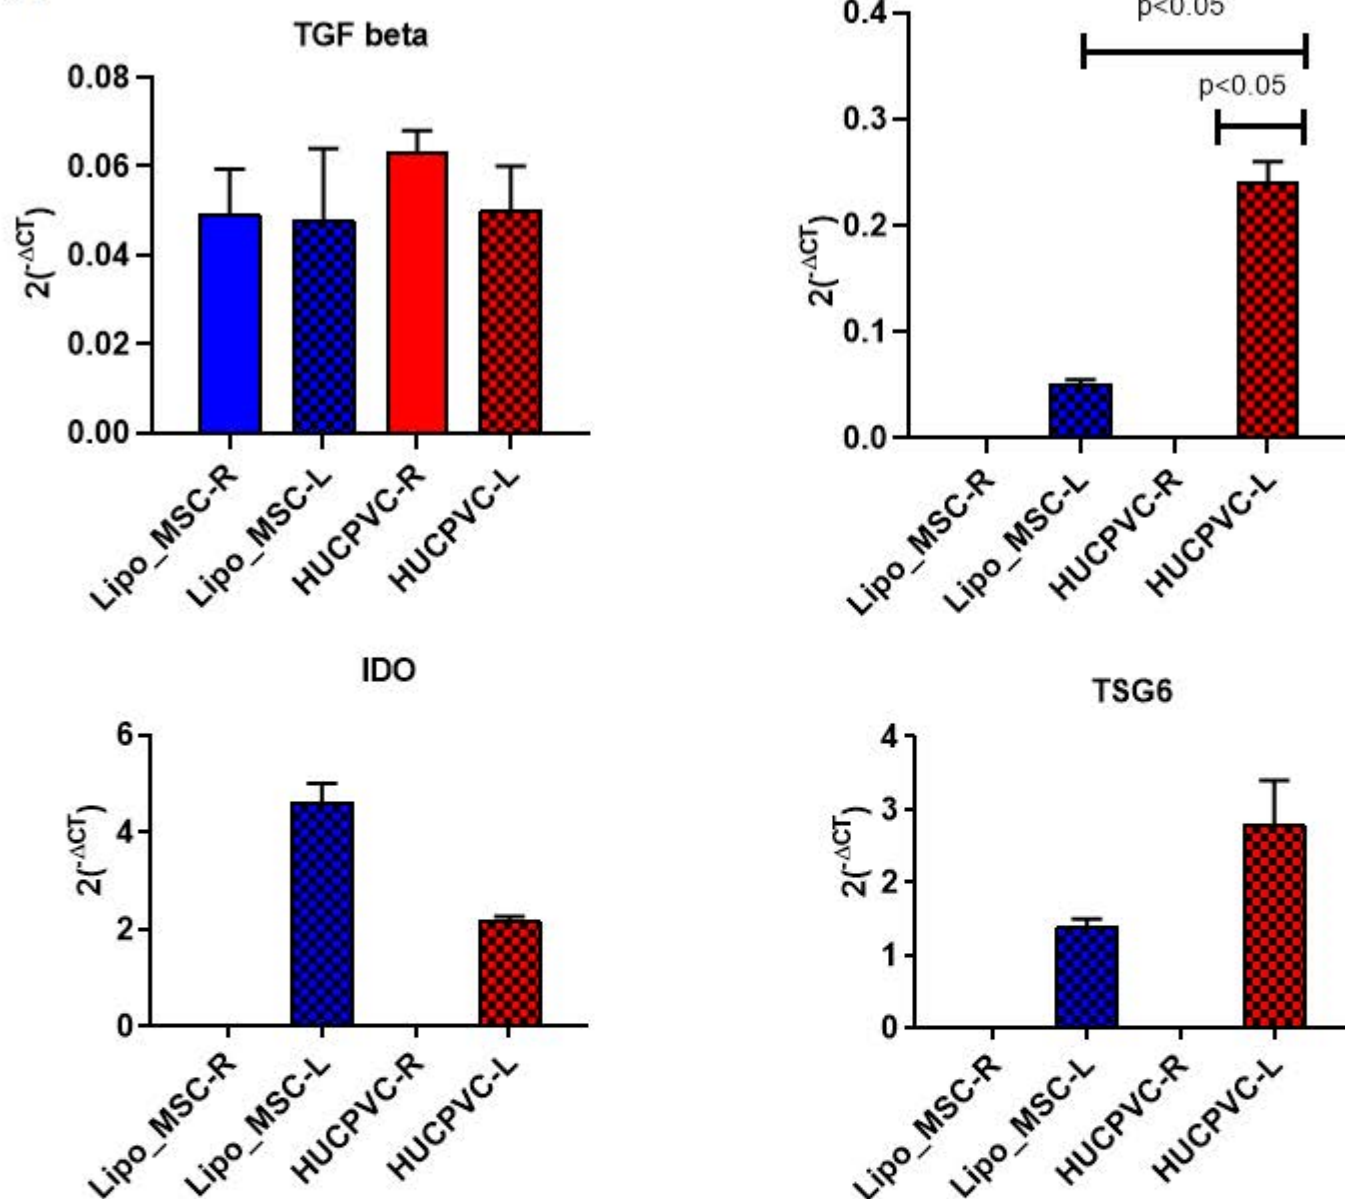 TGF beta
0.08
0.06
0.04
0.02
0.00
2(-ΔCT)
Lipo_MSC-R
Lipo_MSC-L
HUCPVC-R
HUCPVC-L
p<0.05
p<0.05
0.4
0.3
0.2
0.1
0.0
2(-ΔCT)
Lipo_MSC-R
Lipo_MSC-L
HUCPVC-R
HUCPVC-L
IDO
6
4
2
0
2(-ΔCT)
Lipo_MSC-R
Lipo_MSC-L
HUCPVC-R
HUCPVC-L
TSG6
4
3
2
1
0
2(-ΔCT)
Lipo_MSC-R
Lipo_MSC-L
HUCPVC-R
HUCPVC-L